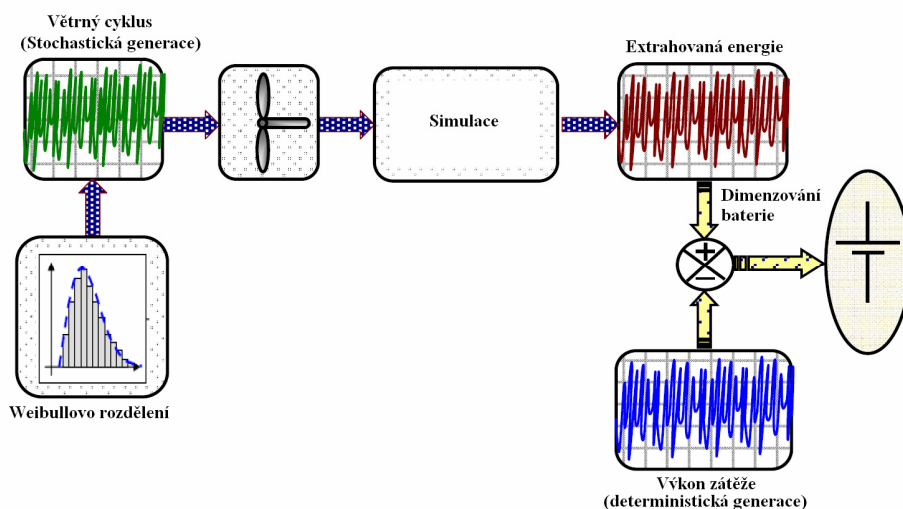 Větrný cyklus
(Stochastická generace)
Extrahovaná energie
Simulace
Dimenzování
baterie
+
−
Weibullovo rozdělení
Výkon zátěže
(deterministická generace)